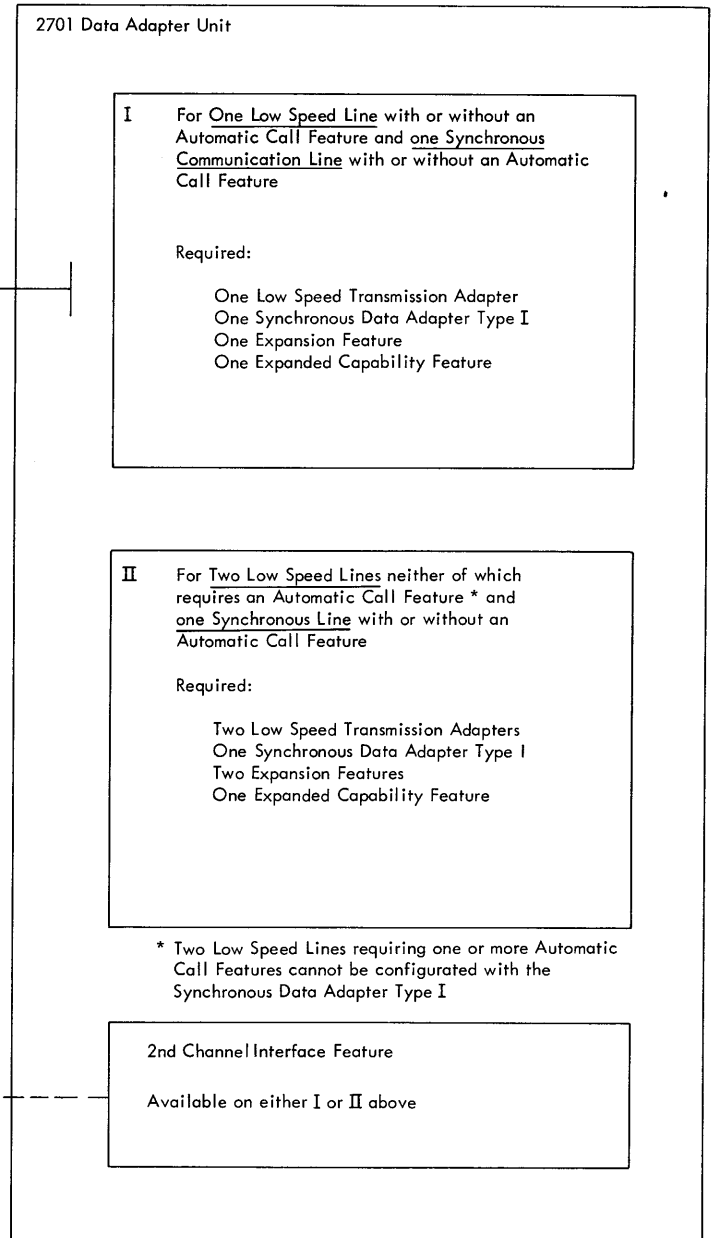 2701 Data Adapter Unit
I For One Low Speed Line with or without an
Automatic Call Feature and one Synchronous
Communication Line with or without an Automatic
Call Feature
Required:
One Low Speed Transmission Adapter
One Synchronous Data Adapter Type I
One Expansion Feature
One Expanded Capability Feature
II For Two Low Speed Lines neither of which
requires an Automatic Call Feature * and
one Synchronous Line with or without an
Automatic Call Feature
Required:
Two Low Speed Transmission Adapters
One Synchronous Data Adapter Type I
Two Expansion Features
One Expanded Capability Feature
* Two Low Speed Lines requiring one or more Automatic
Call Features cannot be configurated with the
Synchronous Data Adapter Type I
2nd Channel Interface Feature
Available on either I or II above